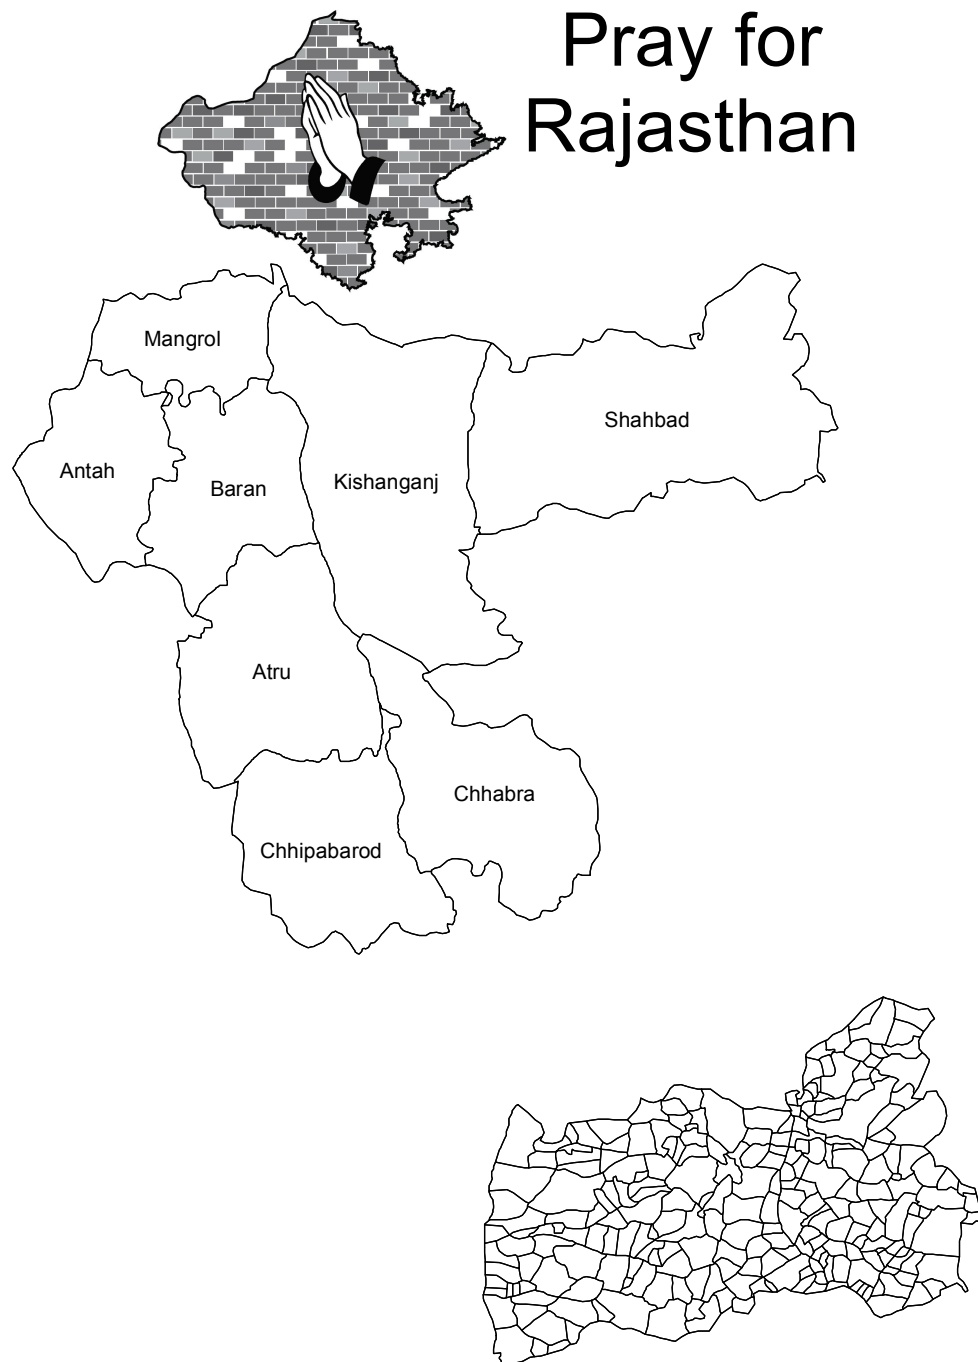 Pray for
Rajasthan
Mangrol
Shahbad
Antah
Baran
Kishanganj
Atru
Chhabra
Chhipabarod